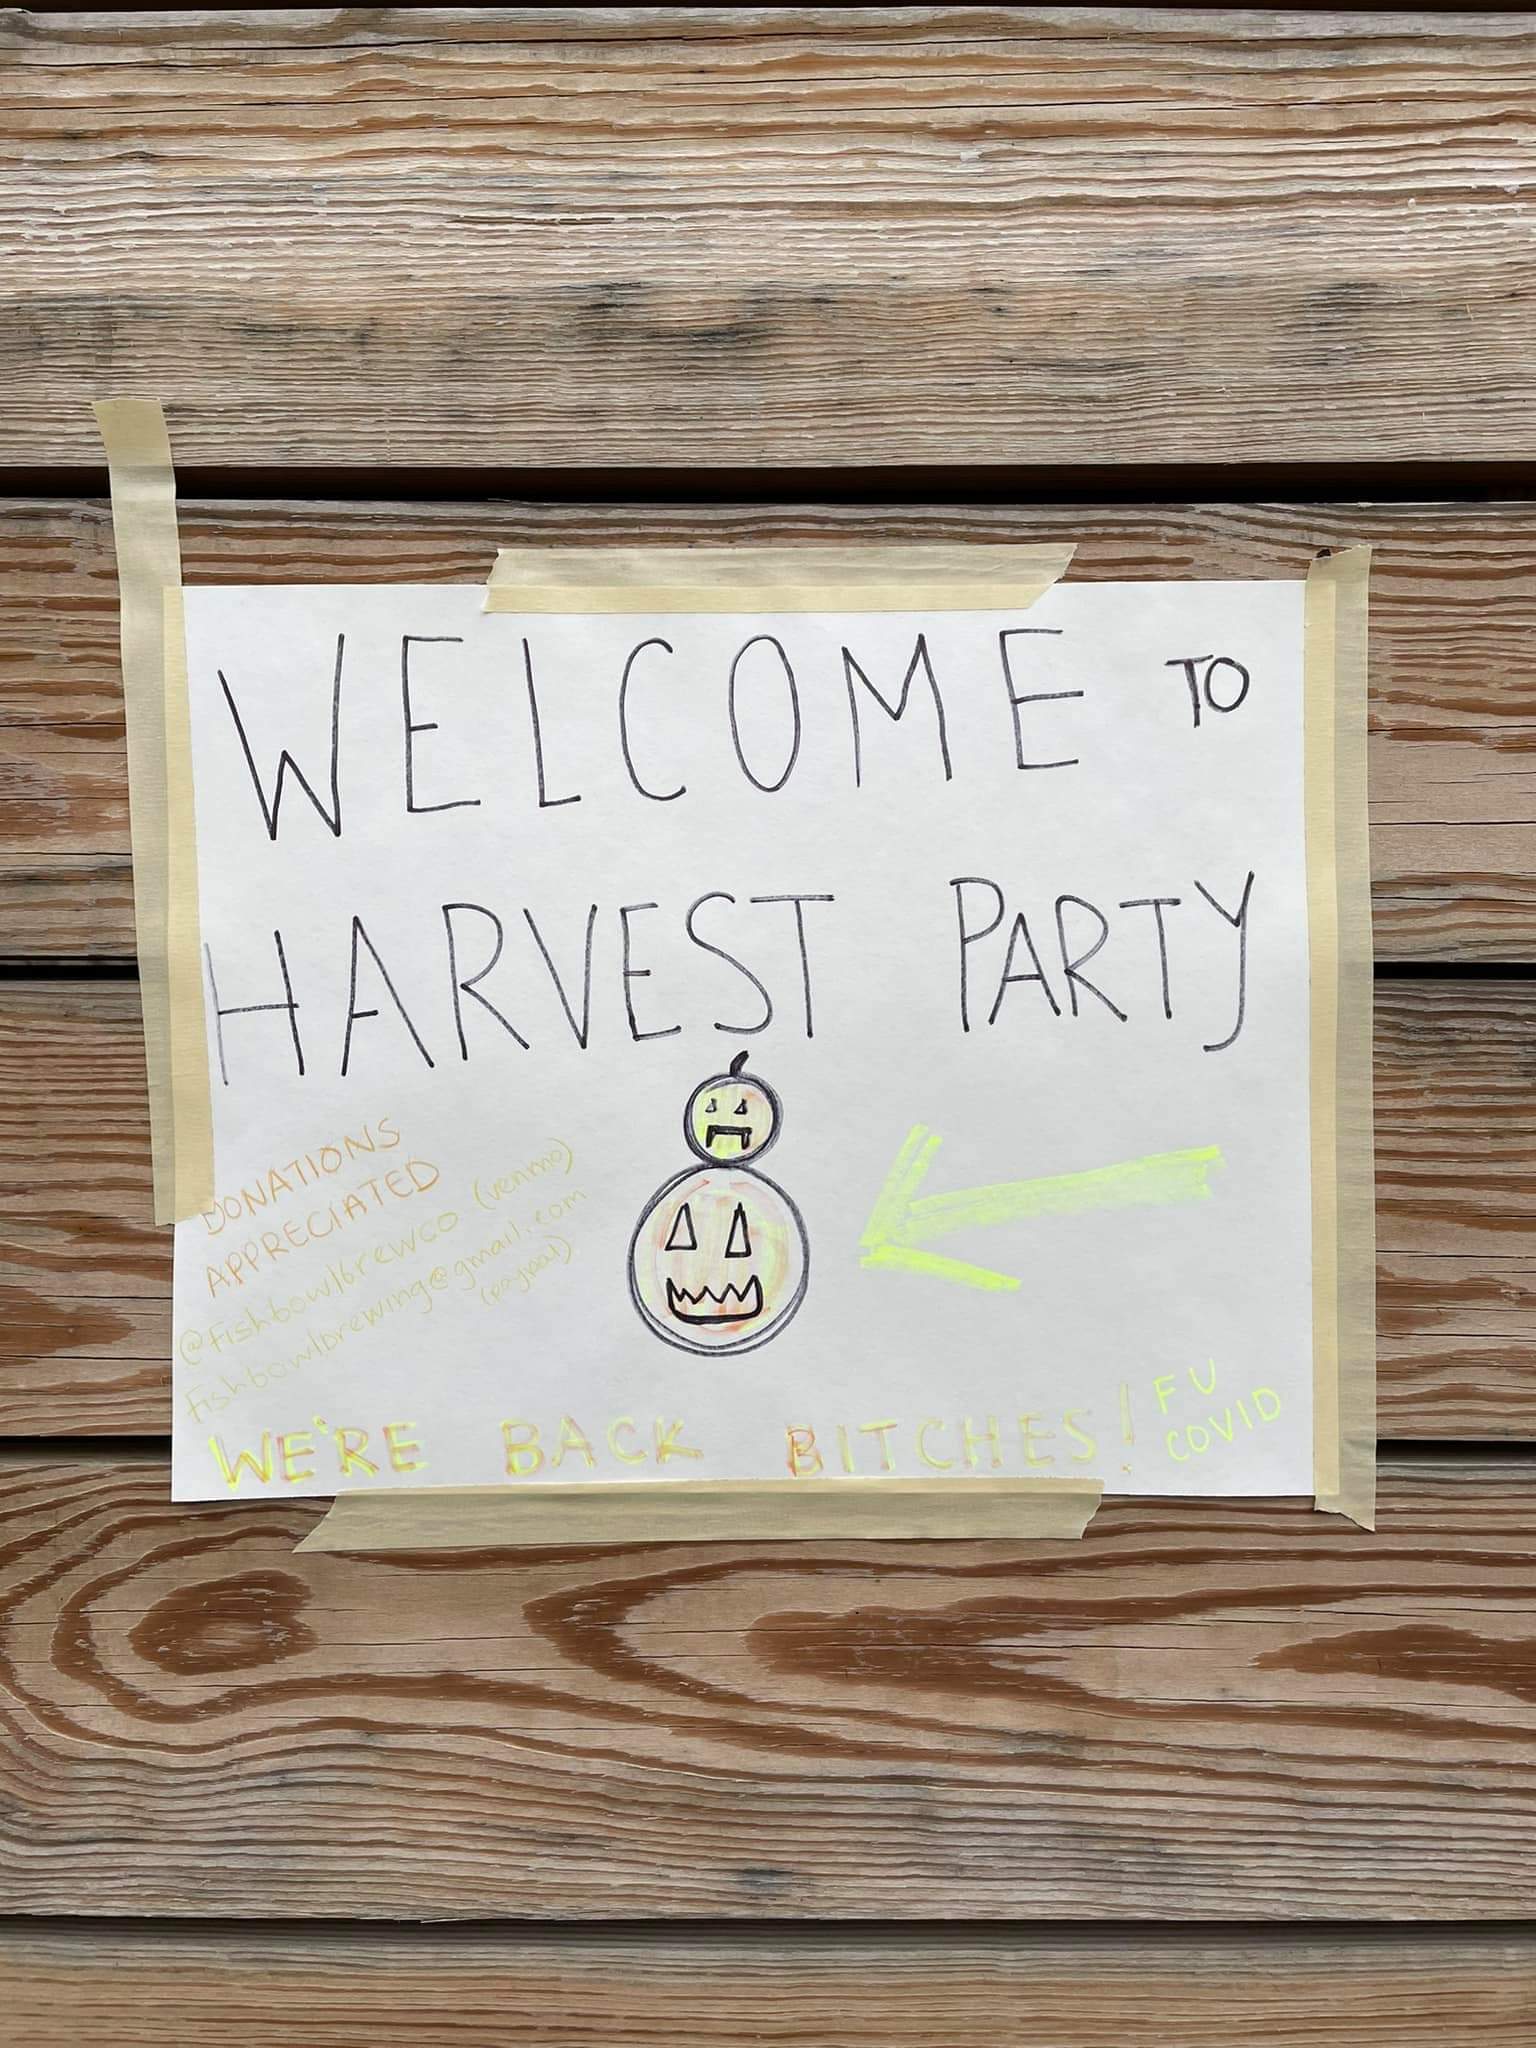 WELCOME TO
HARVEST PARTY
DONATIONS
APPRECIATED
@fishbowlbrewco (venmo)
fishbowlbrewing@gmail.com
(paypal)
WE'RE BACK BITCHES!
FU
COVID